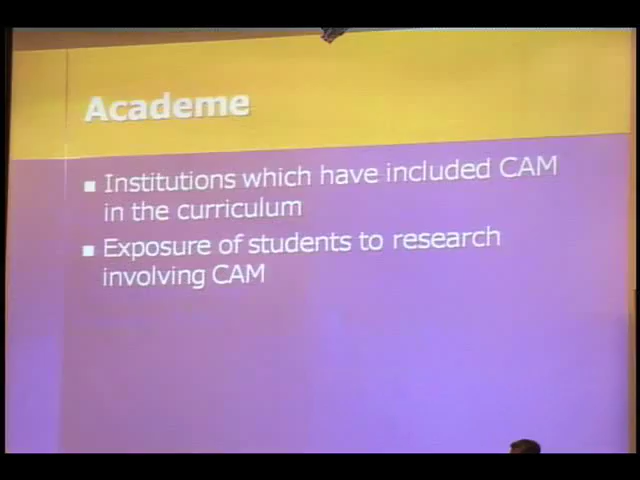 Academe
Institutions which have included CAM
in the curriculum
Exposure of students to research
involving CAM